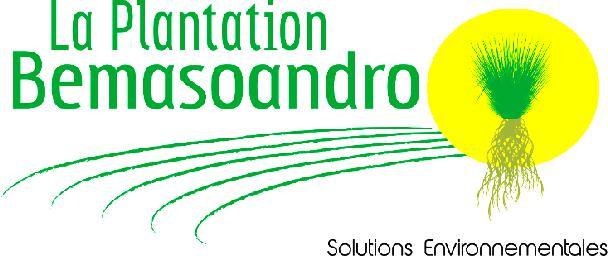 La Plantation
Bemasoandro
Solutions Environnementales